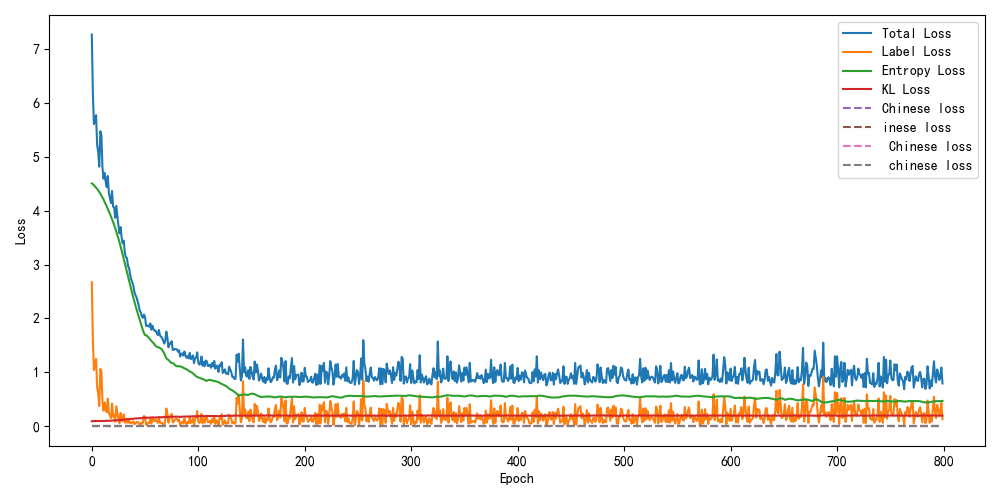 Total Loss
Label Loss
Entropy Loss
KL Loss
Chinese loss
inese loss
Chinese loss
chinese loss
Loss
7
6
5
4
3
2
1
0
0 100 200 300 400 500 600 700 800
Epoch